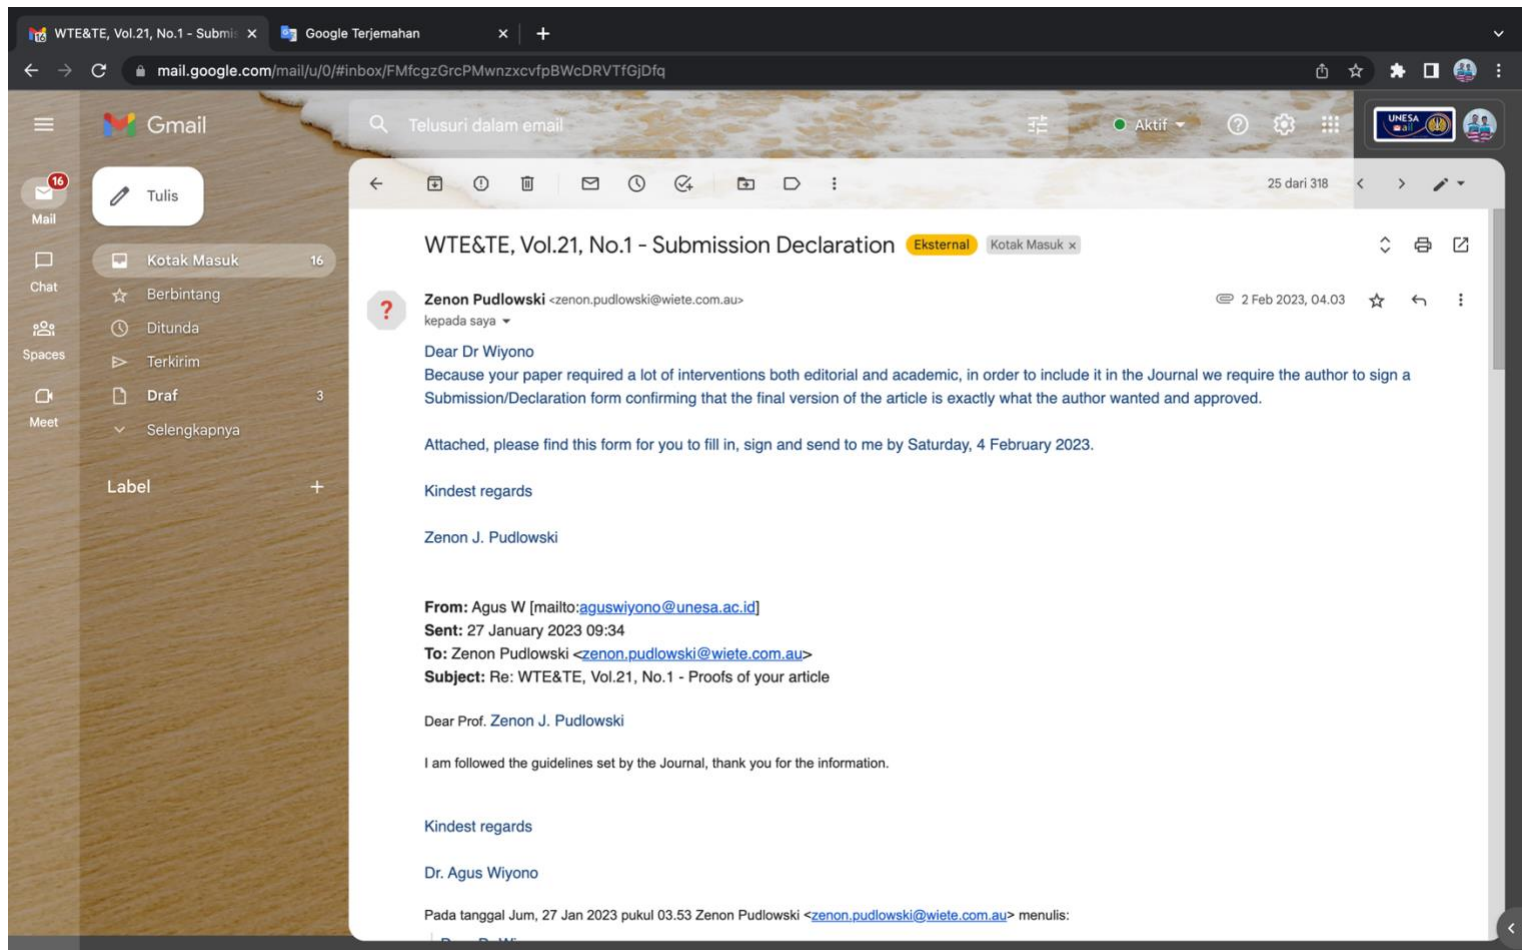 WTE&TE, Vol.21, No.1 - Submis
Google Terjemahan
mail.google.com/mail/u/0/#inbox/FMfcgzGrcPMwnzxcvfpBWcDRVTfGjDfq
Gmail
Telusuri dalam email
Aktif
UNESA
mail
16
Mail
Chat
Spaces
Meet
Tulis
Kotak Masuk 16
Berbintang
Ditunda
Terkirim
Draf 3
Selengkapnya
Label
25 dari 318
WTE&TE, Vol.21, No.1 - Submission Declaration Eksternal Kotak Masuk x
Zenon Pudlowski <zenon.pudlowski@wiete.com.au> 2 Feb 2023, 04.03
kepada saya
Dear Dr Wiyono
Because your paper required a lot of interventions both editorial and academic, in order to include it in the Journal we require the author to sign a
Submission/Declaration form confirming that the final version of the article is exactly what the author wanted and approved.
Attached, please find this form for you to fill in, sign and send to me by Saturday, 4 February 2023.
Kindest regards
Zenon J. Pudlowski
From: Agus W [mailto:aguswiyono@unesa.ac.id]
Sent: 27 January 2023 09:34
To: Zenon Pudlowski <zenon.pudlowski@wiete.com.au>
Subject: Re: WTE&TE, Vol.21, No.1 - Proofs of your article
Dear Prof. Zenon J. Pudlowski
I am followed the guidelines set by the Journal, thank you for the information.
Kindest regards
Dr. Agus Wiyono
Pada tanggal Jum, 27 Jan 2023 pukul 03.53 Zenon Pudlowski <zenon.pudlowski@wiete.com.au> menulis: